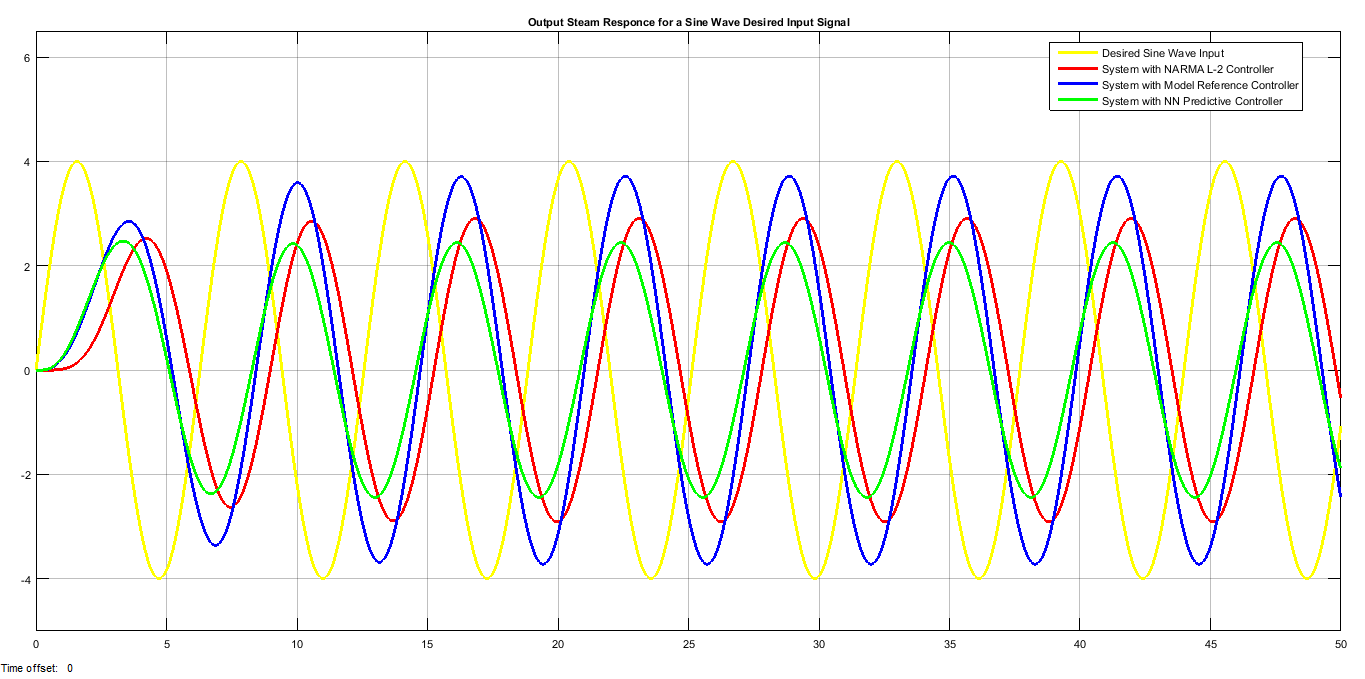 Output Steam Responce for a Sine Wave Desired Input Signal
Desired Sine Wave Input
System with NARMA L-2 Controller
System with Model Reference Controller
System with NN Predictive Controller
6
4
2
0
-2
-4
0 5 10 15 20 25 30 35 40 45 50
Time offset: 0